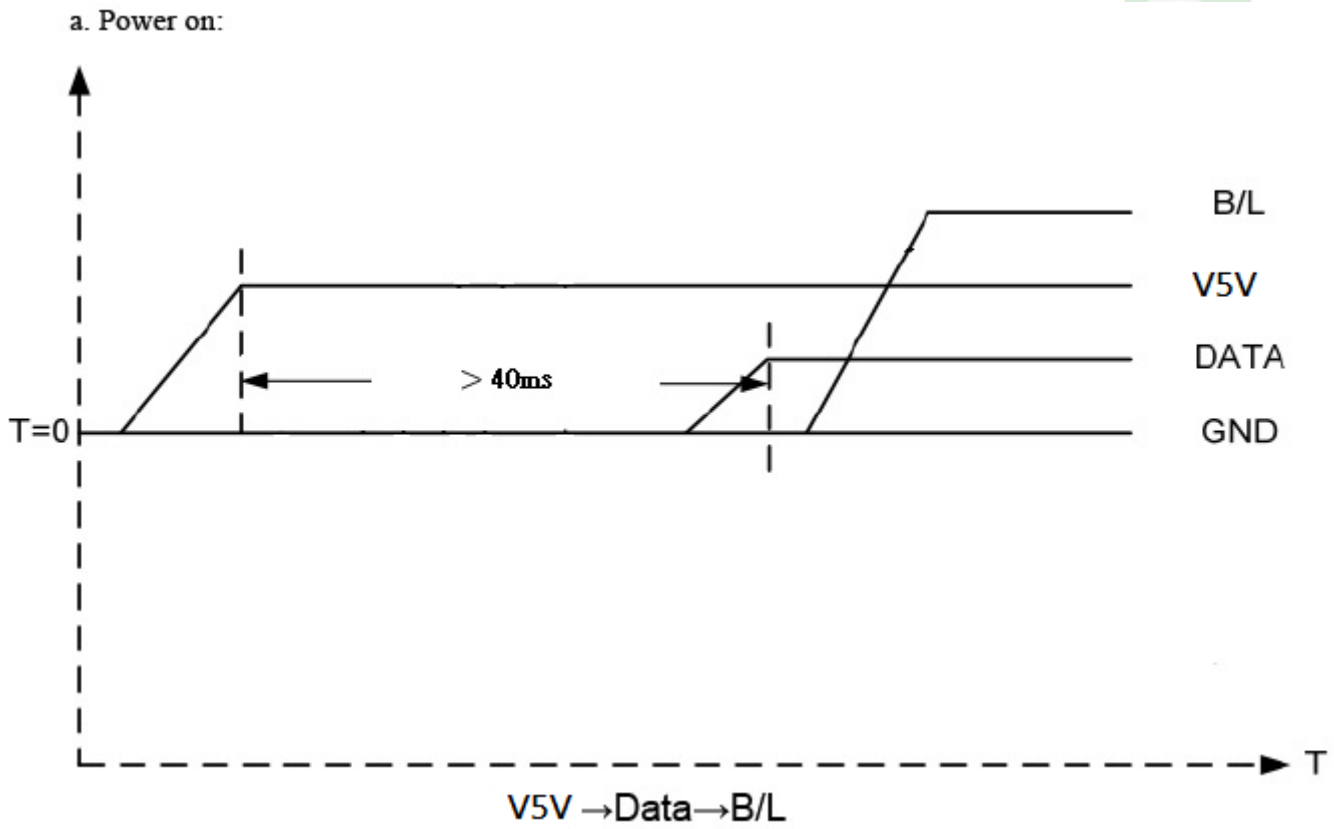 a. Power on:
B/L
V5V
DATA
> 40ms
T=0
GND
T
V5V →Data→B/L